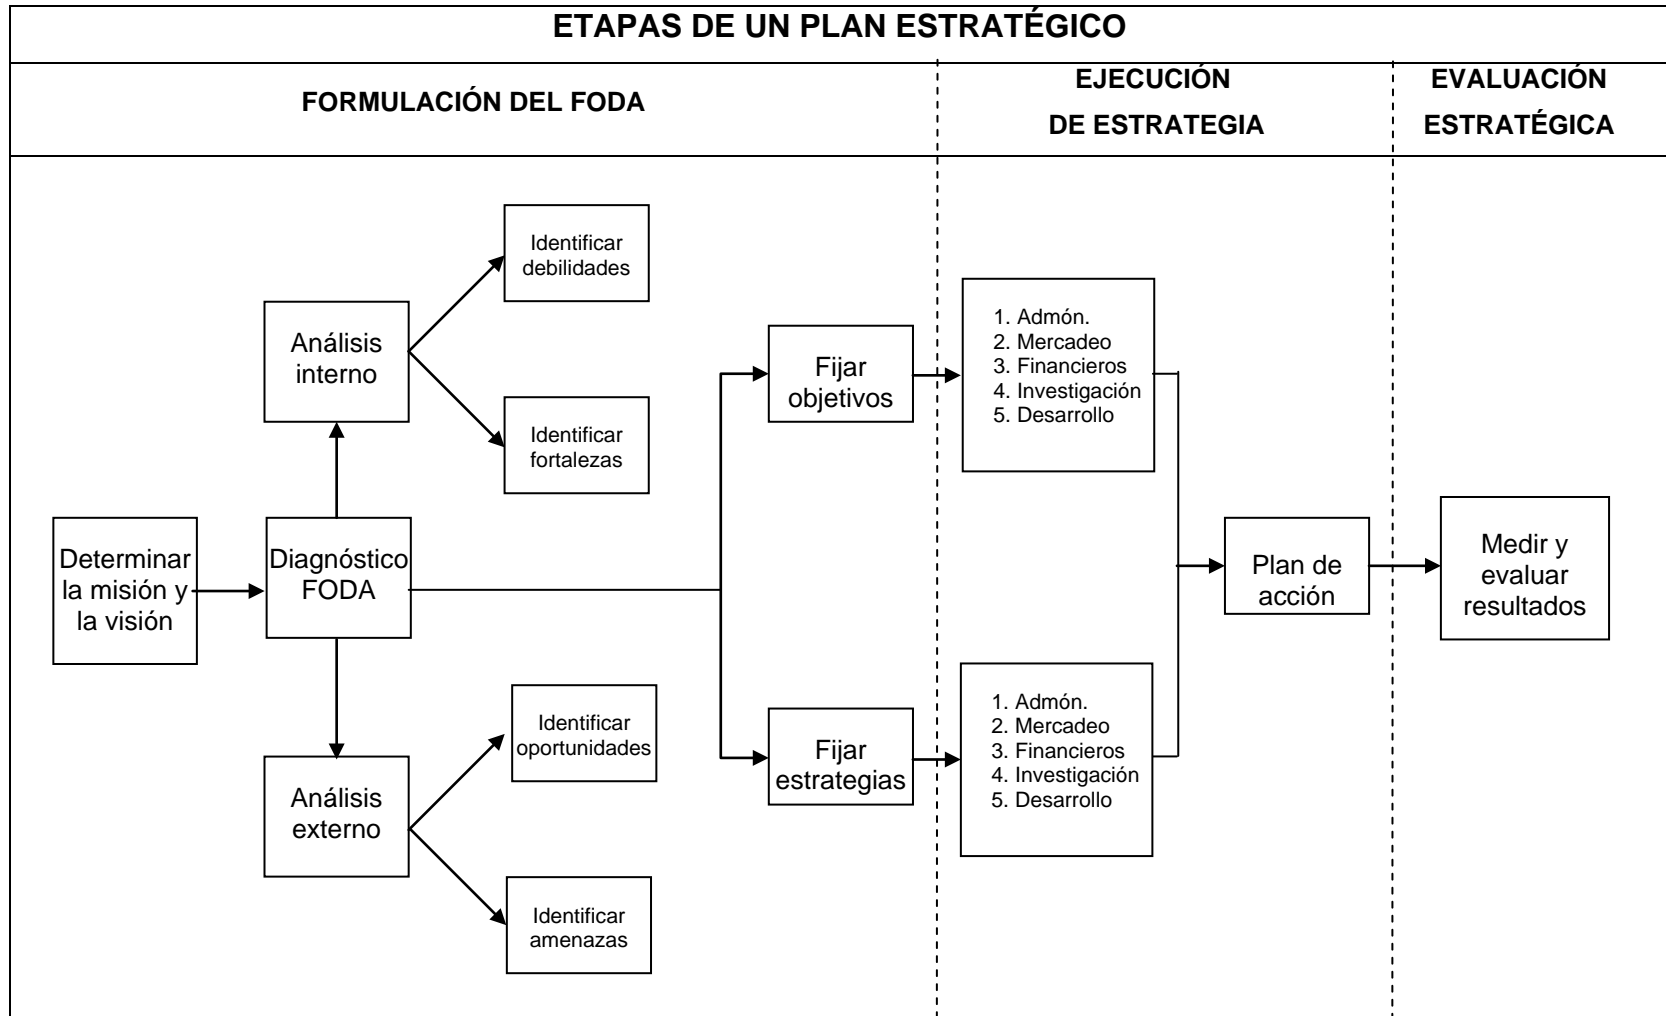 ETAPAS DE UN PLAN ESTRATÉGICO
FORMULACIÓN DEL FODA
EJECUCIÓN
DE ESTRATEGIA
EVALUACIÓN
ESTRATÉGICA
Identificar
debilidades
Análisis
interno
Identificar
fortalezas
Determinar
la misión y
la visión
Diagnóstico
FODA
Identificar
oportunidades
Análisis
externo
Identificar
amenazas
Fijar
objetivos
Fijar
estrategias
1. Admón.
2. Mercadeo
3. Financieros
4. Investigación
5. Desarrollo
1. Admón.
2. Mercadeo
3. Financieros
4. Investigación
5. Desarrollo
Plan de
acción
Medir y
evaluar
resultados